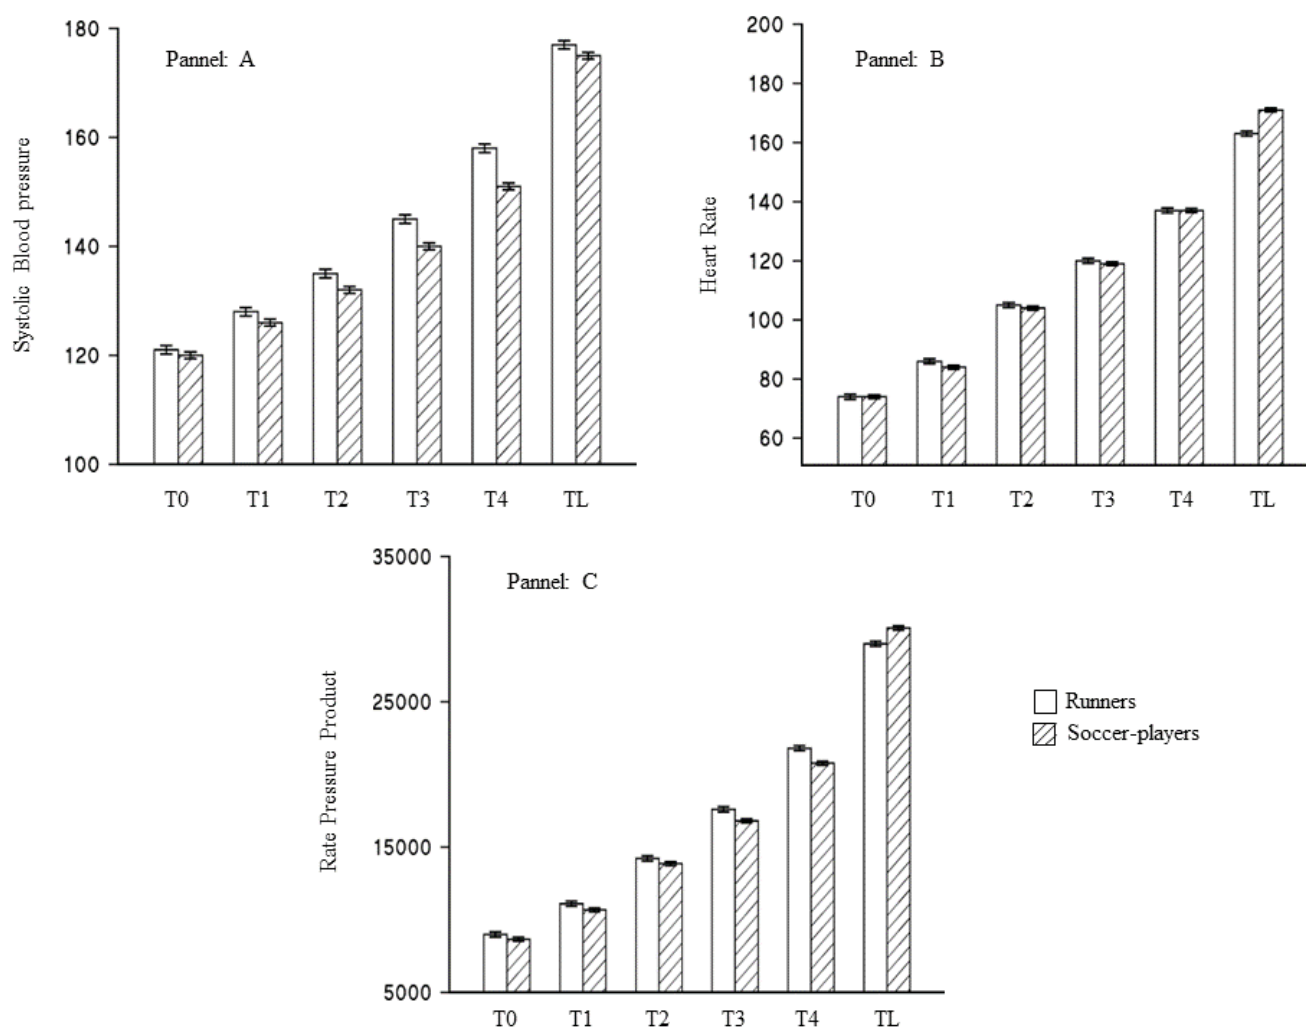 Pannel: A
Systolic Blood pressure
180
160
140
120
100
T0 T1 T2 T3 T4 TL
Pannel: B
Heart Rate
200
180
160
140
120
100
80
60
T0 T1 T2 T3 T4 TL
Pannel: C
Rate Pressure Product
35000
25000
15000
5000
T0 T1 T2 T3 T4 TL
Runners
Soccer-players